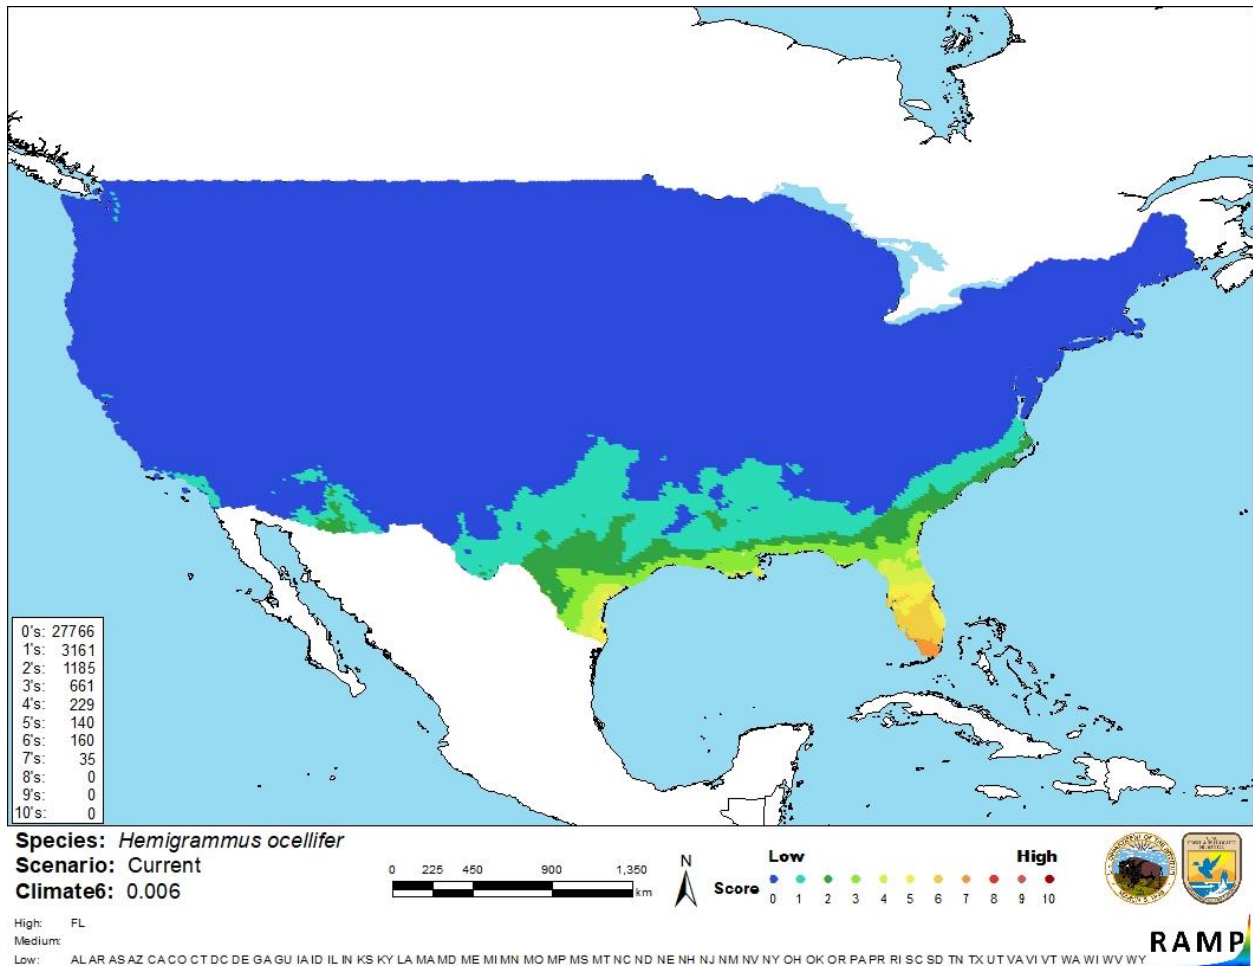 0's: 27766
1's: 3161
2's: 1185
3's: 661
4's: 229
5's: 140
6's: 160
7's: 35
8's: 0
9's: 0
10's: 0
Species: Hemigrammus ocellifer
Scenario: Current
Climate6: 0.006
0 225 450 900 1,350
km
N
Low High
Score
0 1 2 3 4 5 6 7 8 9 10
RAMP
High: FL
Medium:
Low: AL AR AS AZ CA CO CT DC DE GA GU IA ID IL IN KS KY LA MA MD ME MI MN MO MP MS MT NC ND NE NH NJ NM NV NY OH OK OR PA PR RI SC SD TN TX UT VA VI VT WA WI WV WY